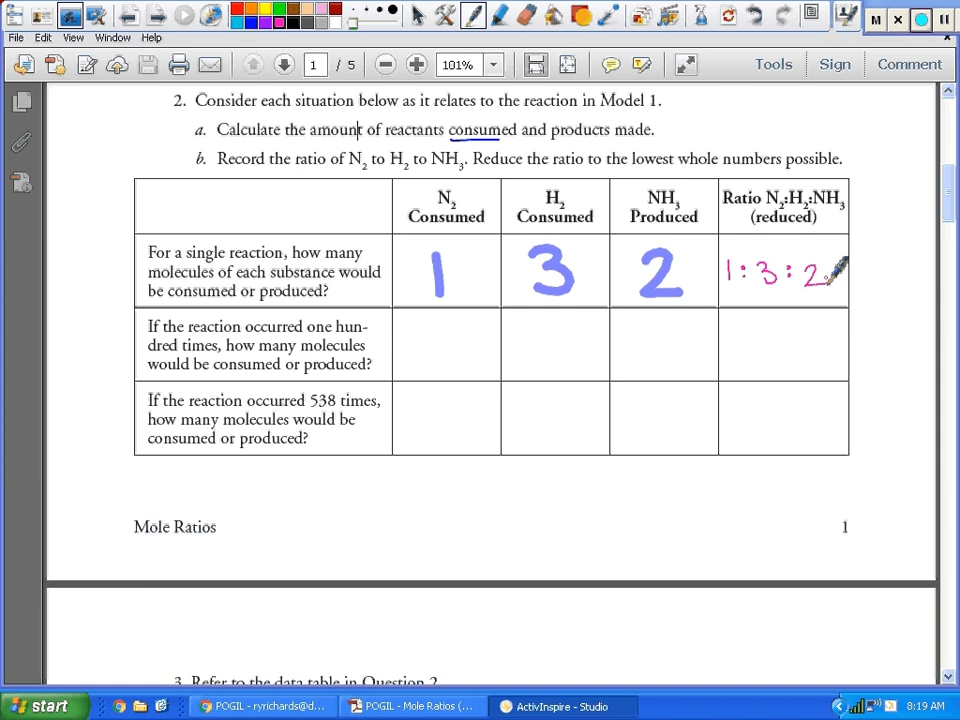 M
File Edit View Window Help
1 / 5 101% Tools Sign Comment
2. Consider each situation below as it relates to the reaction in Model 1.
a. Calculate the amount of reactants consumed and products made.
b. Record the ratio of N2 to H2 to NH3. Reduce the ratio to the lowest whole numbers possible.
N2 Consumed
H2 Consumed
NH3 Produced
Ratio N2:H2:NH3 (reduced)
For a single reaction, how many
molecules of each substance would
be consumed or produced?
1 3 2 1:3:2
If the reaction occurred one hun-
dred times, how many molecules
would be consumed or produced?
If the reaction occurred 538 times,
how many molecules would be
consumed or produced?
Mole Ratios 1
3. Refer to the data table in Question 2.
start POGIL - ryrichards@d... POGIL - Mole Ratios (... ActivInspire - Studio 8:19 AM